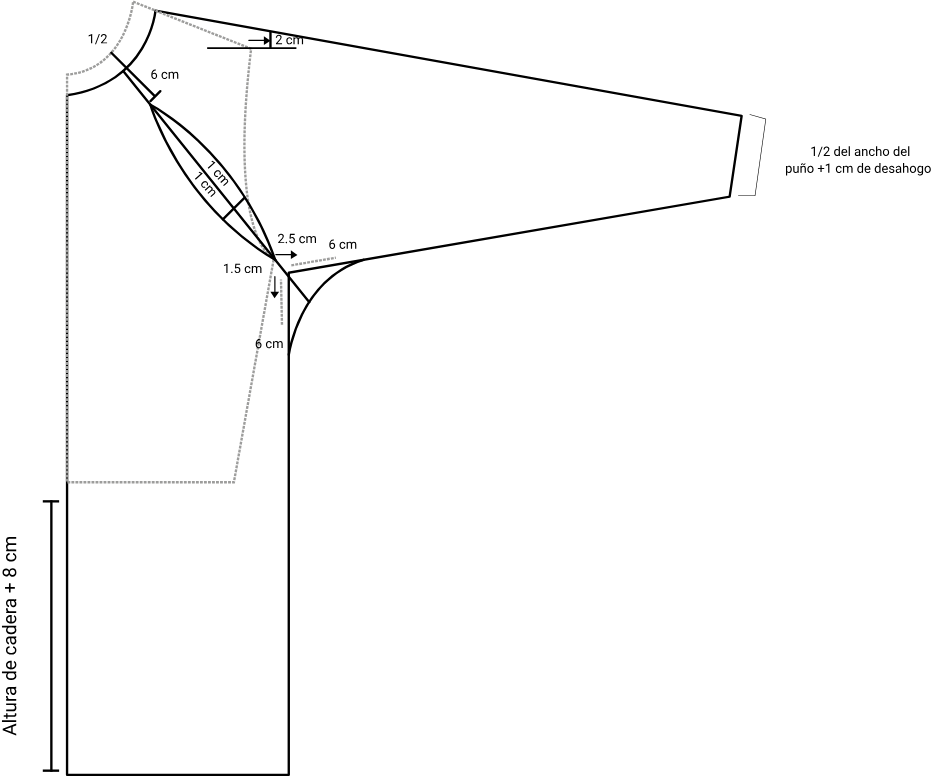 1/2
2 cm
6 cm
1/2 del ancho del
puño +1 cm de desahogo
1 cm
1 cm
2.5 cm
6 cm
1.5 cm
6 cm
Altura de cadera + 8 cm